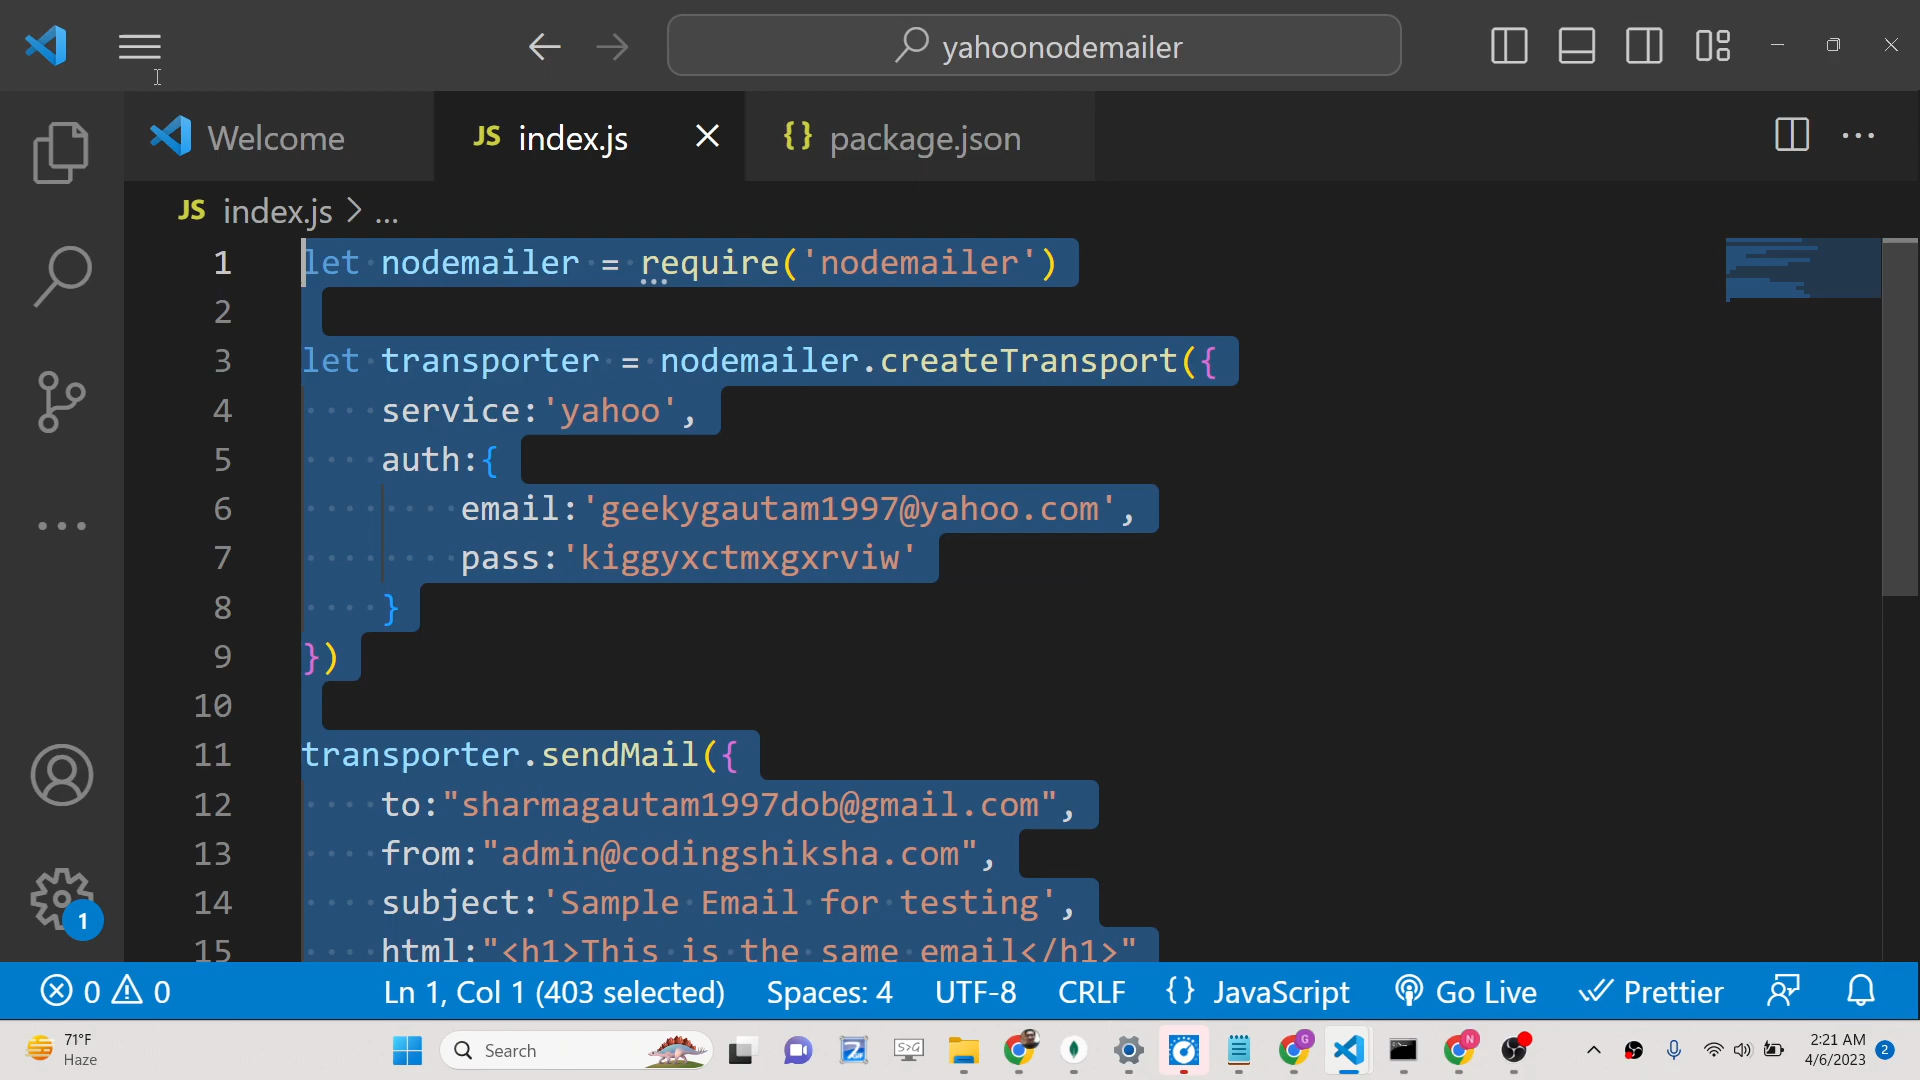 yahoonodemailer
Welcome
JS index.js
{} package.json
JS index.js > ...
1 let nodemailer = require('nodemailer')
2
3 let transporter = nodemailer.createTransport({
4 service:'yahoo',
5 auth:{
6 email:'geekygautam1997@yahoo.com',
7 pass:'kiggyxctmxgxrviw'
8 }
9 })
10
11 transporter.sendMail({
12 to:"sharmagautam1997dob@gmail.com",
13 from:"admin@codingshiksha.com",
14 subject:'Sample Email for testing',
15 html:"<h1>This is the same email</h1>"
1
0 0 Ln 1, Col 1 (403 selected) Spaces: 4 UTF-8 CRLF {} JavaScript Go Live Prettier
71°F
Haze
Search
S>G
G
N
2:21 AM
4/6/2023
2